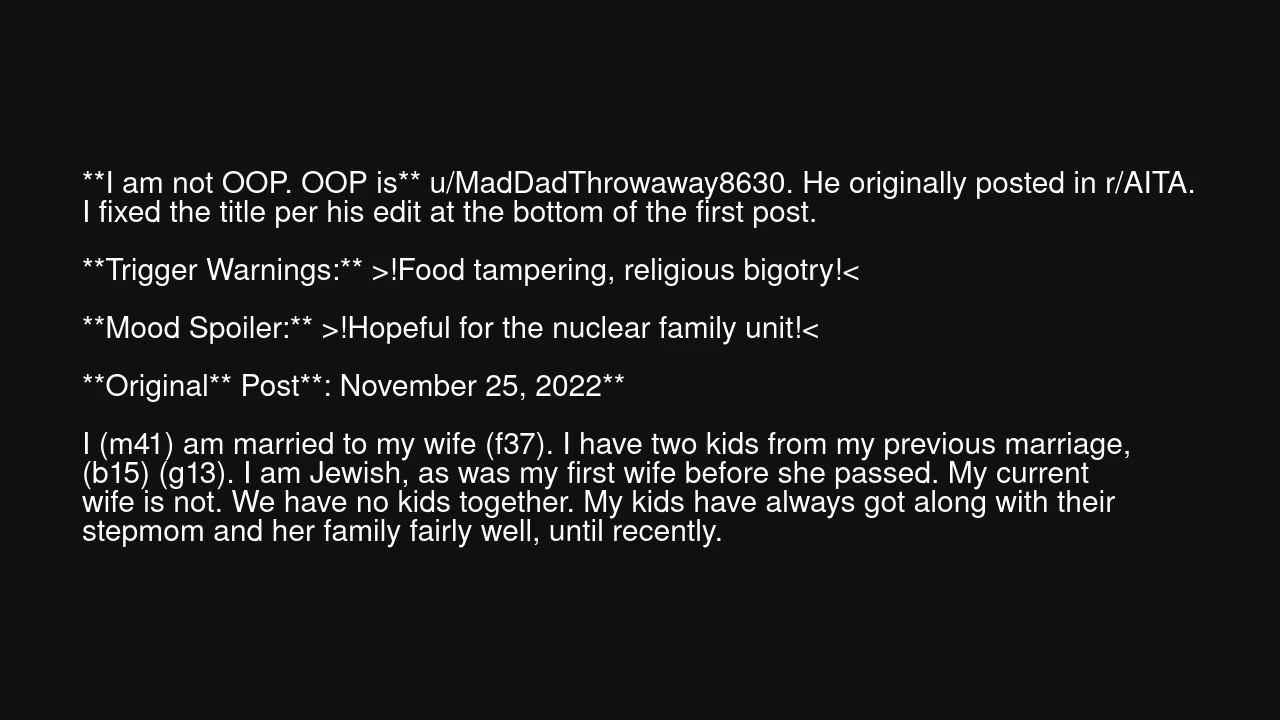 **I am not OOP. OOP is** u/MadDadThrowaway8630. He originally posted in r/AITA.
I fixed the title per his edit at the bottom of the first post.
**Trigger Warnings:** >!Food tampering, religious bigotry!<
**Mood Spoiler:** >!Hopeful for the nuclear family unit!<
**Original** Post**: November 25, 2022**
I (m41) am married to my wife (f37). I have two kids from my previous marriage,
(b15) (g13). I am Jewish, as was my first wife before she passed. My current
wife is not. We have no kids together. My kids have always got along with their
stepmom and her family fairly well, until recently.